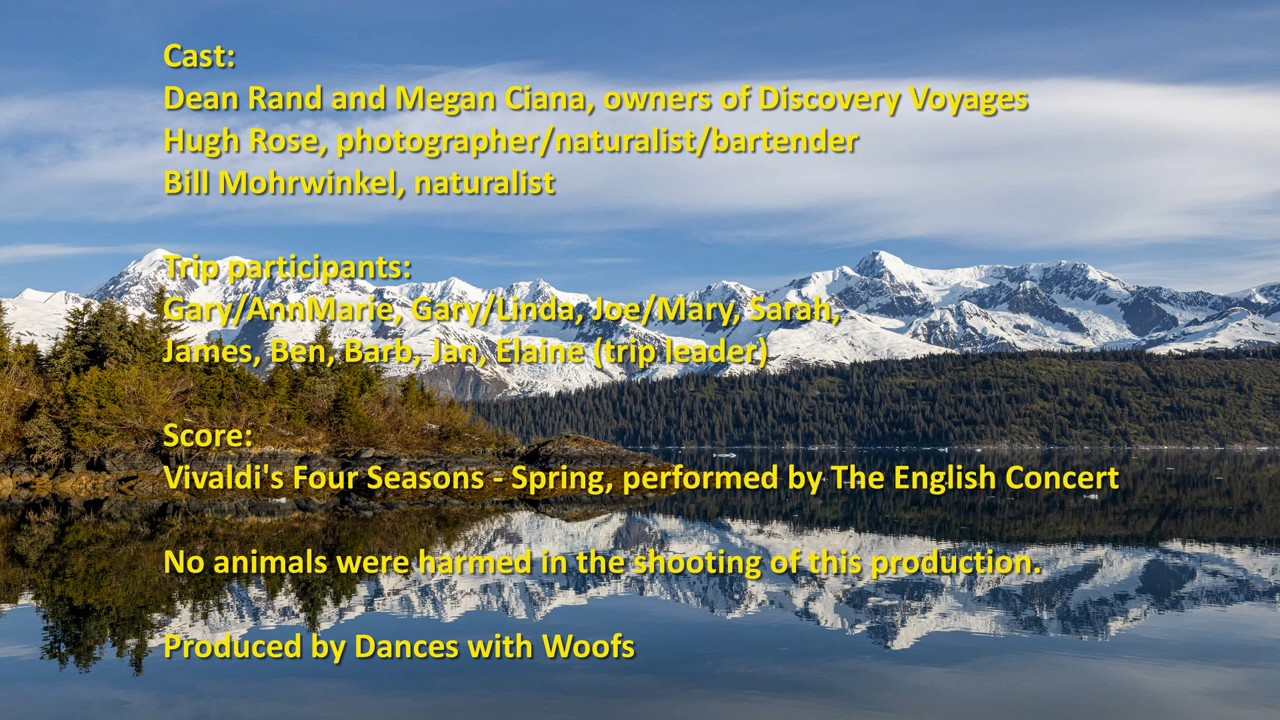 Cast:
Dean Rand and Megan Ciana, owners of Discovery Voyages
Hugh Rose, photographer/naturalist/bartender
Bill Mohrwinkel, naturalist
Trip participants:
Gary/AnnMarie, Gary/Linda, Joe/Mary, Sarah,
James, Ben, Barb, Jan, Elaine (trip leader)
Score:
Vivaldi's Four Seasons - Spring, performed by The English Concert
No animals were harmed in the shooting of this production.
Produced by Dances with Woofs